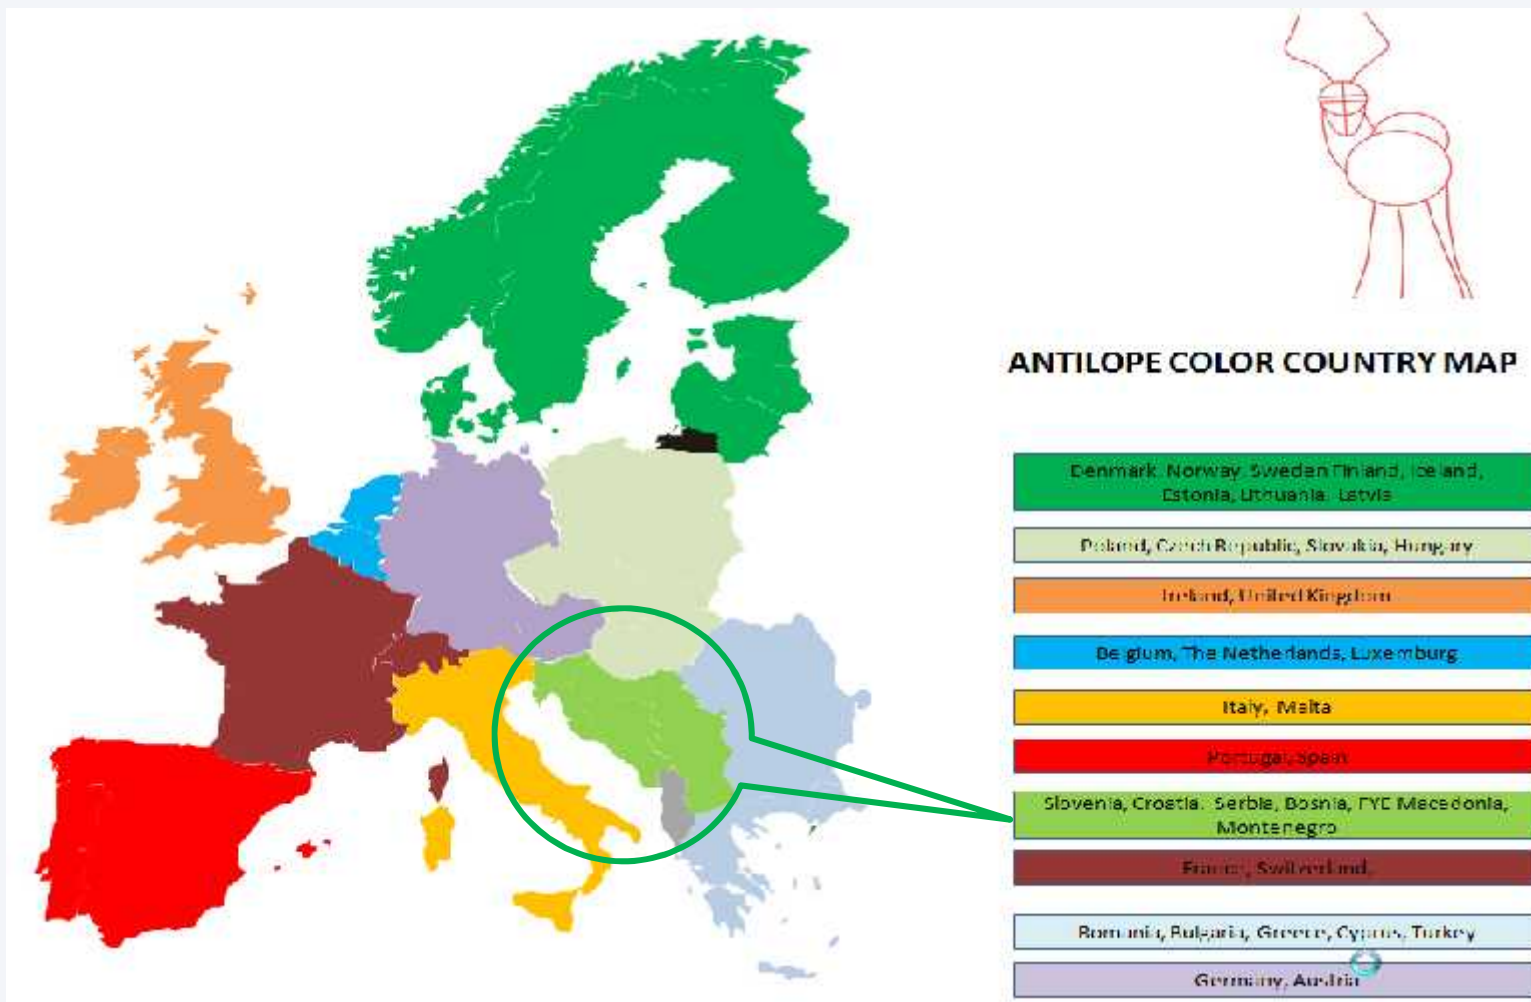 ANTILOPE COLOR COUNTRY MAP
Denmark, Norway, Sweden Finland, Iceland,
Estonia, Lithuania, Latvia
Poland, Czech Republic, Slovakia, Hungary
Ireland, United Kingdom
Belgium, The Netherlands, Luxemburg
Italy, Malta
Portugal, Spain
Slovenia, Croatia, Serbia, Bosnia, FYE Macedonia,
Montenegro
France, Switzerland,
Romania, Bulgaria, Greece, Cyprus, Turkey
Germany, Austria